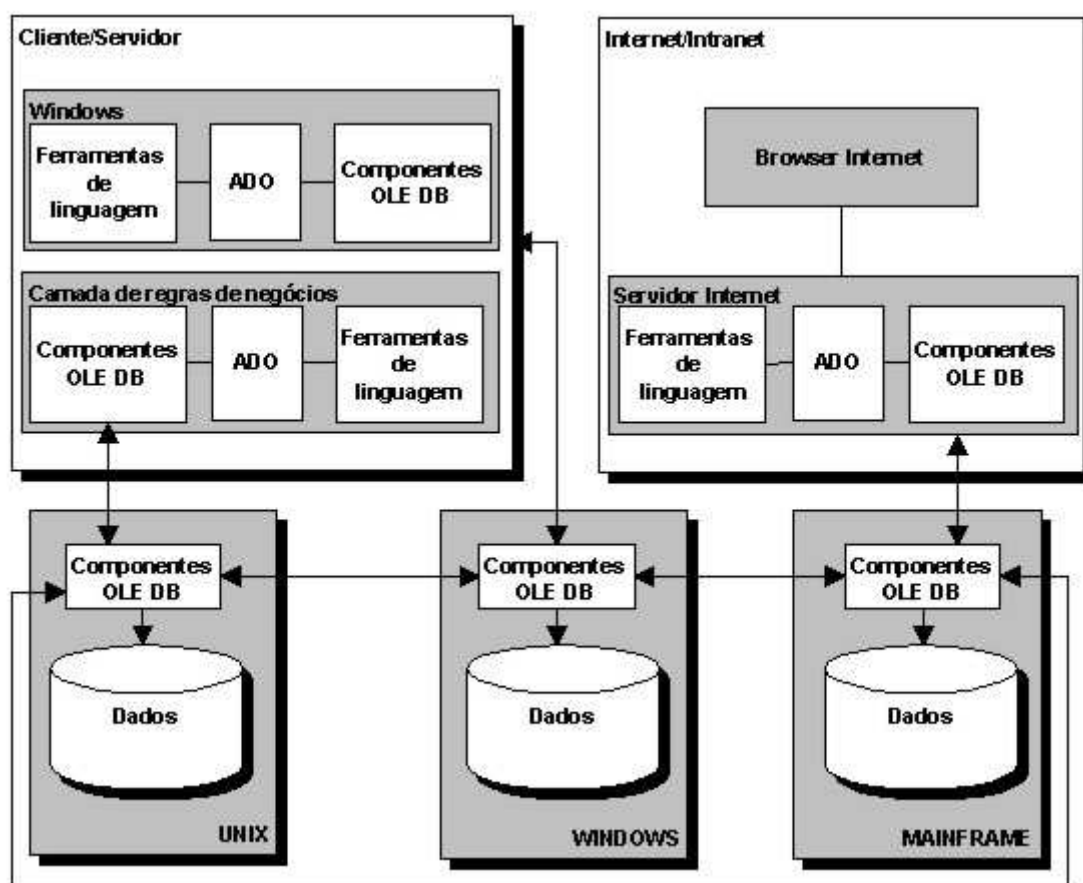 Cliente/Servidor
Windows
Ferramentas
de
linguagem
ADO
Componentes
OLE DB
Camada de regras de negócios
Componentes
OLE DB
ADO
Ferramentas
de
linguagem
Internet/Intranet
Browser Internet
Servidor Internet
Ferramentas
de
linguagem
ADO
Componentes
OLE DB
Componentes
OLE DB
Dados
UNIX
Componentes
OLE DB
Dados
WINDOWS
Componentes
OLE DB
Dados
MAINFRAME